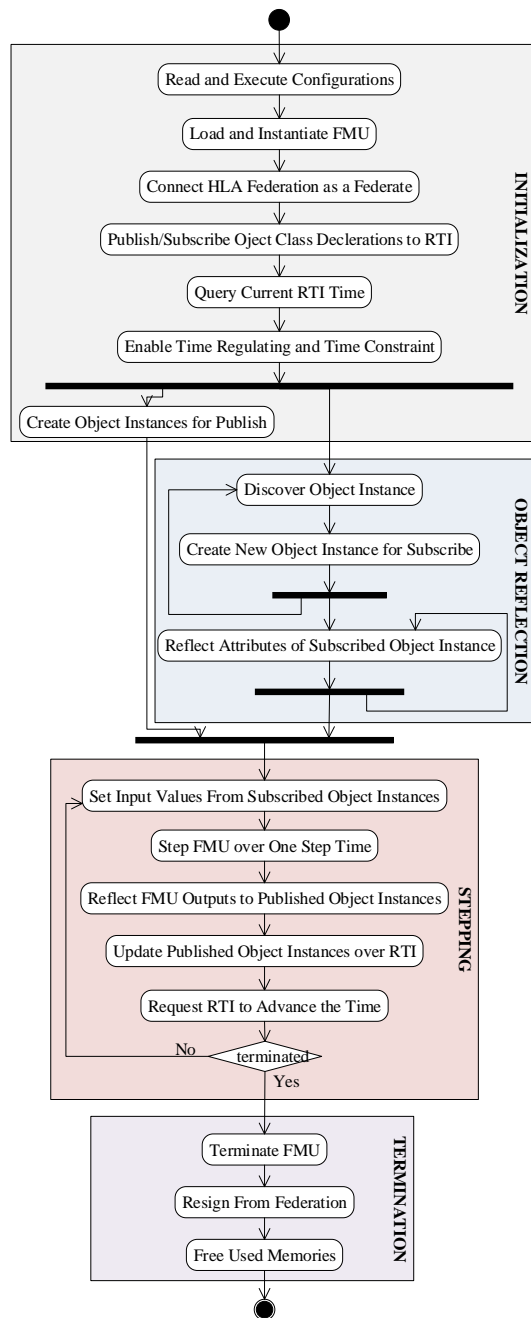 Read and Execute Configurations
Load and Instantiate FMU
Connect HLA Federation as a Federate
Publish/Subscribe Oject Class Declerations to RTI
Query Current RTI Time
Enable Time Regulating and Time Constraint
Create Object Instances for Publish
INITIALIZATION
Discover Object Instance
Create New Object Instance for Subscribe
Reflect Attributes of Subscribed Object Instance
OBJECT REFLECTION
Set Input Values From Subscribed Object Instances
Step FMU over One Step Time
Reflect FMU Outputs to Published Object Instances
Update Published Object Instances over RTI
Request RTI to Advance the Time
No
terminated
Yes
STEPPING
Terminate FMU
Resign From Federation
Free Used Memories
TERMINATION